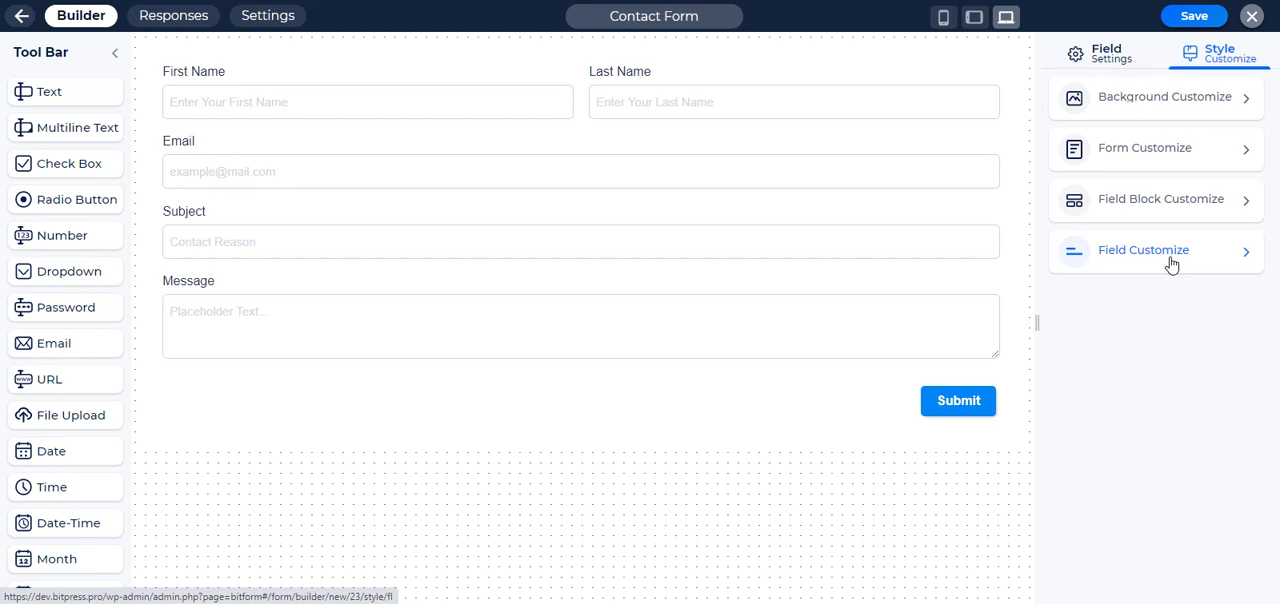 Builder
Responses
Settings
Contact Form
Save
Tool Bar
Text
Multiline Text
Check Box
Radio Button
123 Number
Dropdown
Password
Email
www URL
File Upload
Date
Time
Date-Time
12 Month
First Name
Enter Your First Name
Last Name
Enter Your Last Name
Email
example@mail.com
Subject
Contact Reason
Message
Placeholder Text...
Submit
Field
Settings
Style
Customize
Background Customize
Form Customize
Field Block Customize
Field Customize
https://dev.bitpress.pro/wp-admin/admin.php?page=bitform#/form/builder/new/23/style/fl